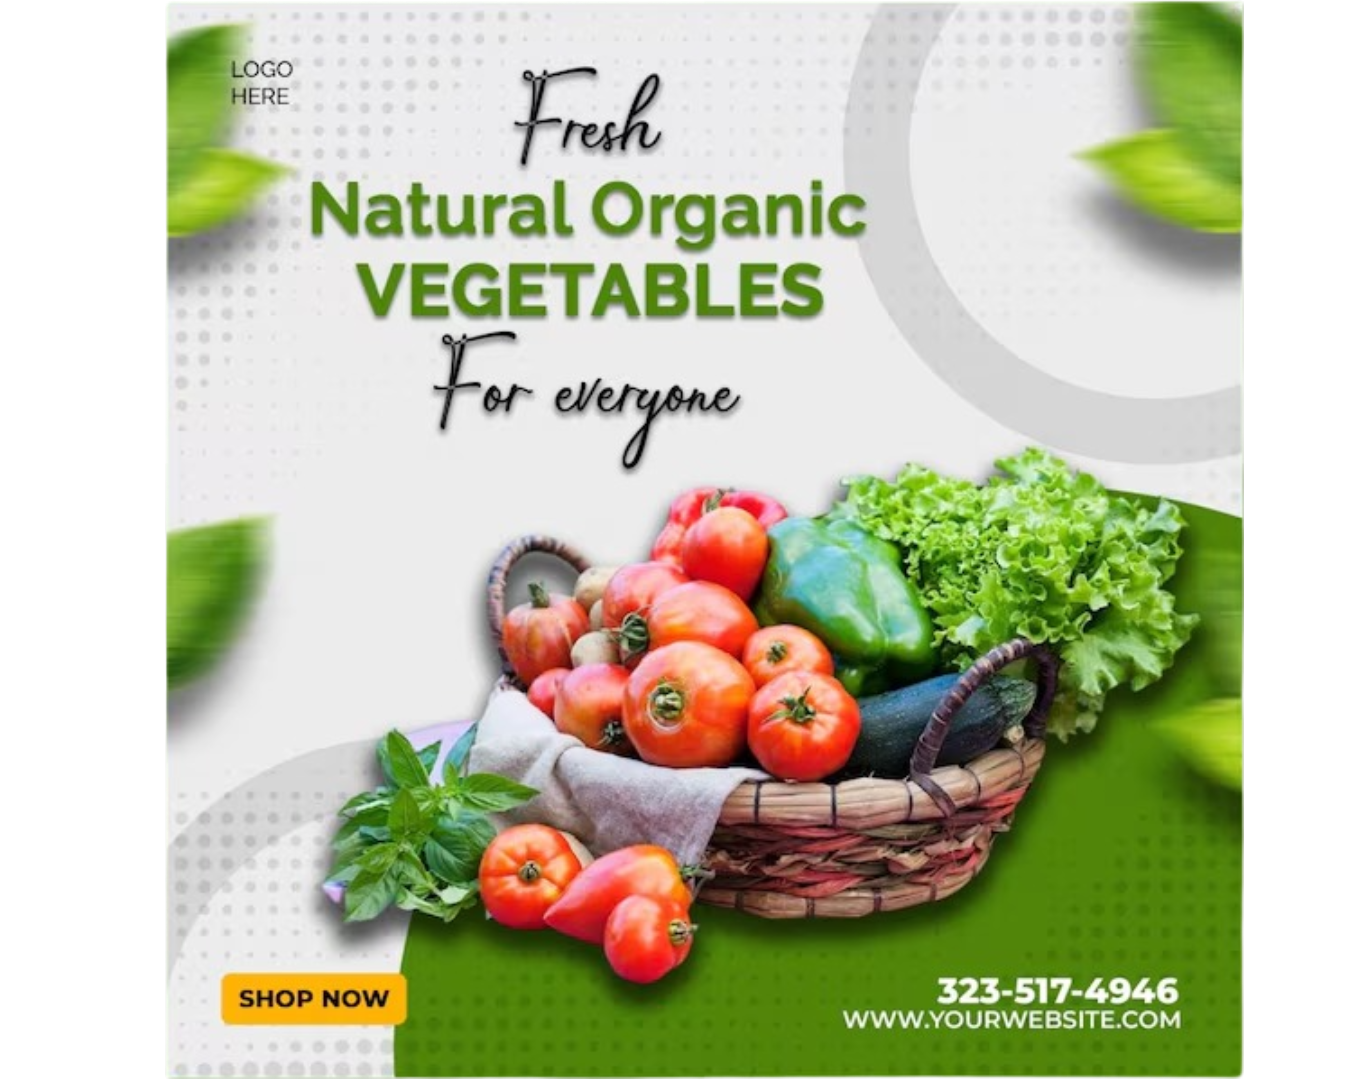 LOGO
HERE
Fresh
Natural Organic
VEGETABLES
For everyone
SHOP NOW
323-517-4946
WWW.YOURWEBSITE.COM